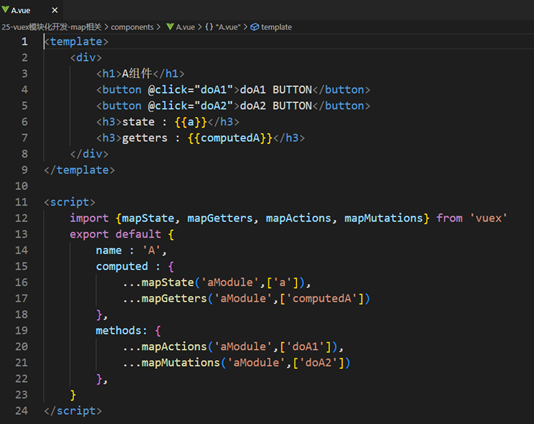 A.vue ×
25-vuex模块化开发-map相关 > components > A.vue > {} "A.vue" > template
1 <template>
2     <div>
3         <h1>A组件</h1>
4         <button @click="doA1">doA1 BUTTON</button>
5         <button @click="doA2">doA2 BUTTON</button>
6         <h3>state : {{a}}</h3>
7         <h3>getters : {{computedA}}</h3>
8     </div>
9 </template>
10
11 <script>
12     import {mapState, mapGetters, mapActions, mapMutations} from 'vuex'
13     export default {
14         name : 'A',
15         computed : {
16             ...mapState('aModule',['a']),
17             ...mapGetters('aModule',['computedA'])
18         },
19         methods: {
20             ...mapActions('aModule',['doA1']),
21             ...mapMutations('aModule',['doA2'])
22         },
23     }
24 </script>